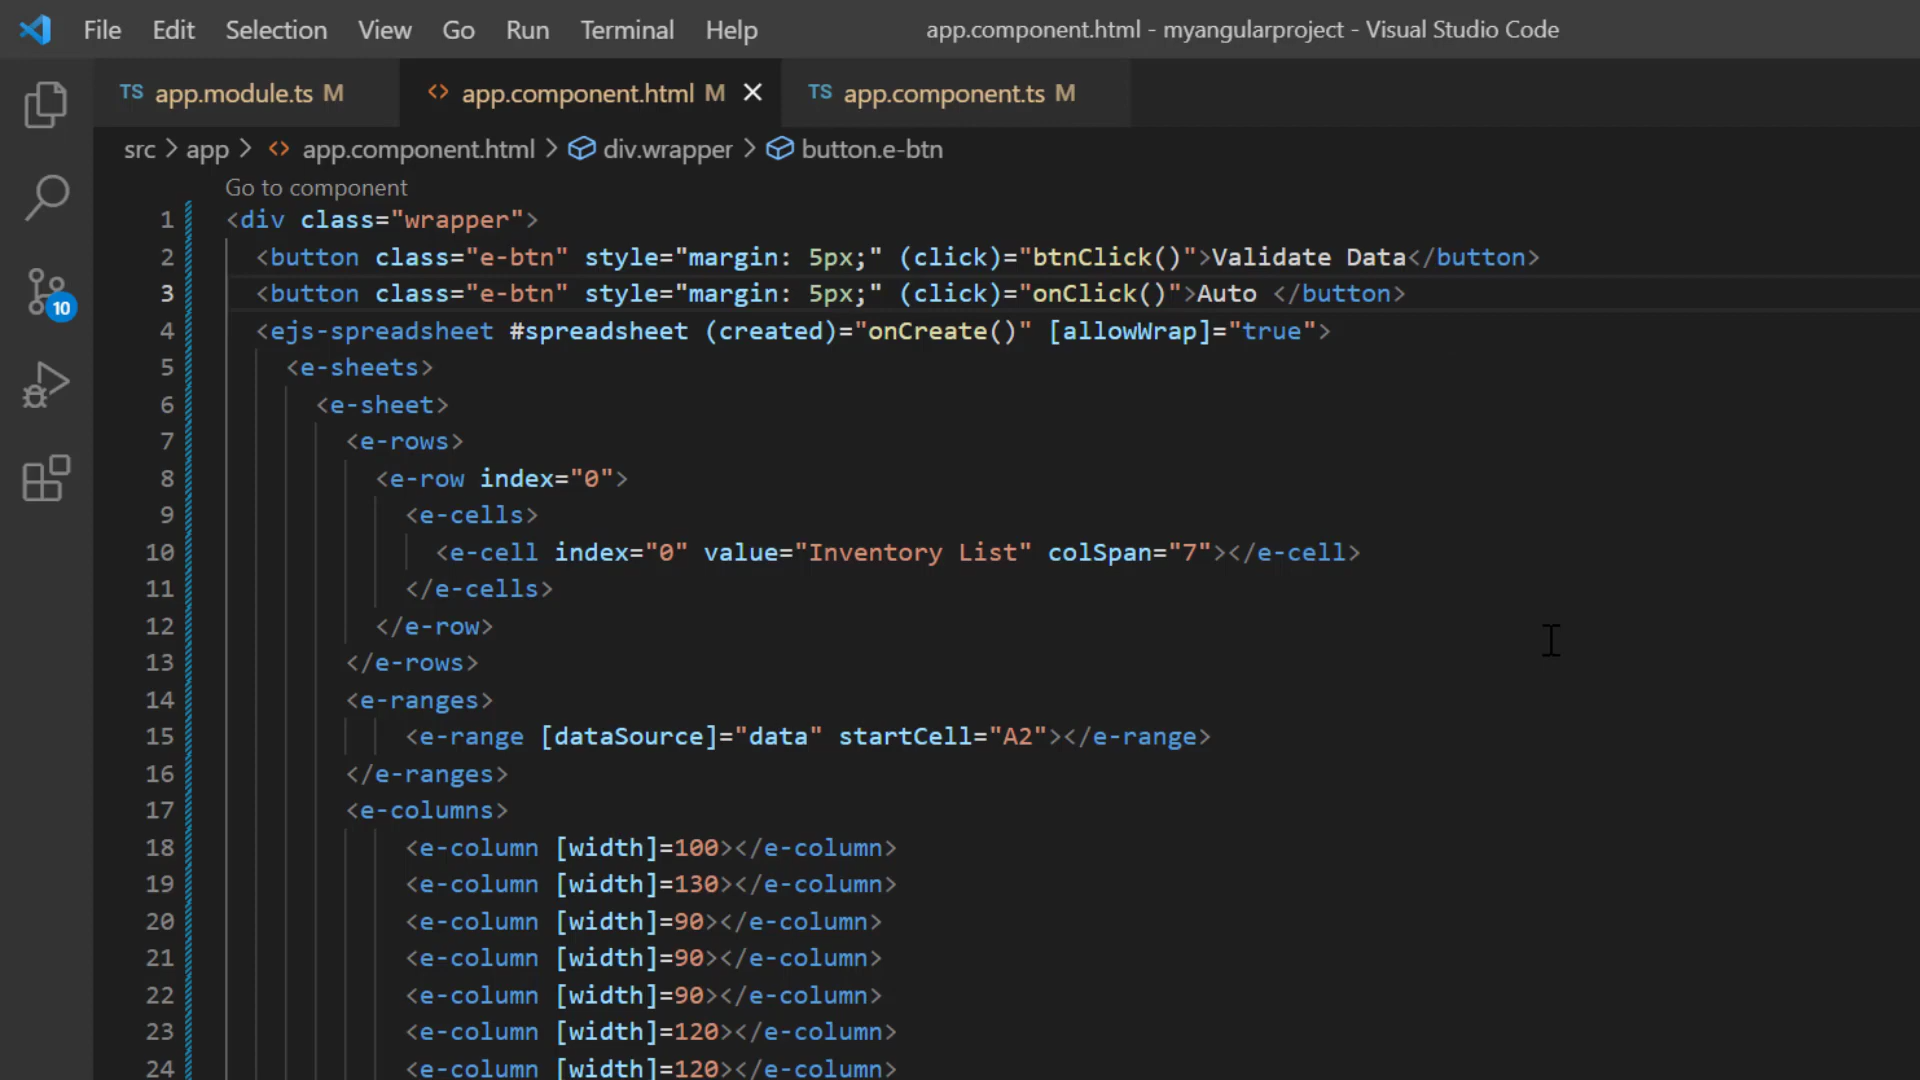 File Edit Selection View Go Run Terminal Help app.component.html - myangularproject - Visual Studio Code
TS app.module.ts M <> app.component.html M × TS app.component.ts M
src > app > <> app.component.html > div.wrapper > button.e-btn
Go to component
1 <div class="wrapper">
2 <button class="e-btn" style="margin: 5px;" (click)="btnClick()">Validate Data</button>
3 <button class="e-btn" style="margin: 5px;" (click)="onClick()">Auto </button>
4 <ejs-spreadsheet #spreadsheet (created)="onCreate()" [allowWrap]="true">
5 <e-sheets>
6 <e-sheet>
7 <e-rows>
8 <e-row index="0">
9 <e-cells>
10 <e-cell index="0" value="Inventory List" colSpan="7"></e-cell>
11 </e-cells>
12 </e-row>
13 </e-rows>
14 <e-ranges>
15 <e-range [dataSource]="data" startCell="A2"></e-range>
16 </e-ranges>
17 <e-columns>
18 <e-column [width]=100></e-column>
19 <e-column [width]=130></e-column>
20 <e-column [width]=90></e-column>
21 <e-column [width]=90></e-column>
22 <e-column [width]=90></e-column>
23 <e-column [width]=120></e-column>
24 <e-column [width]=120></e-column>
10